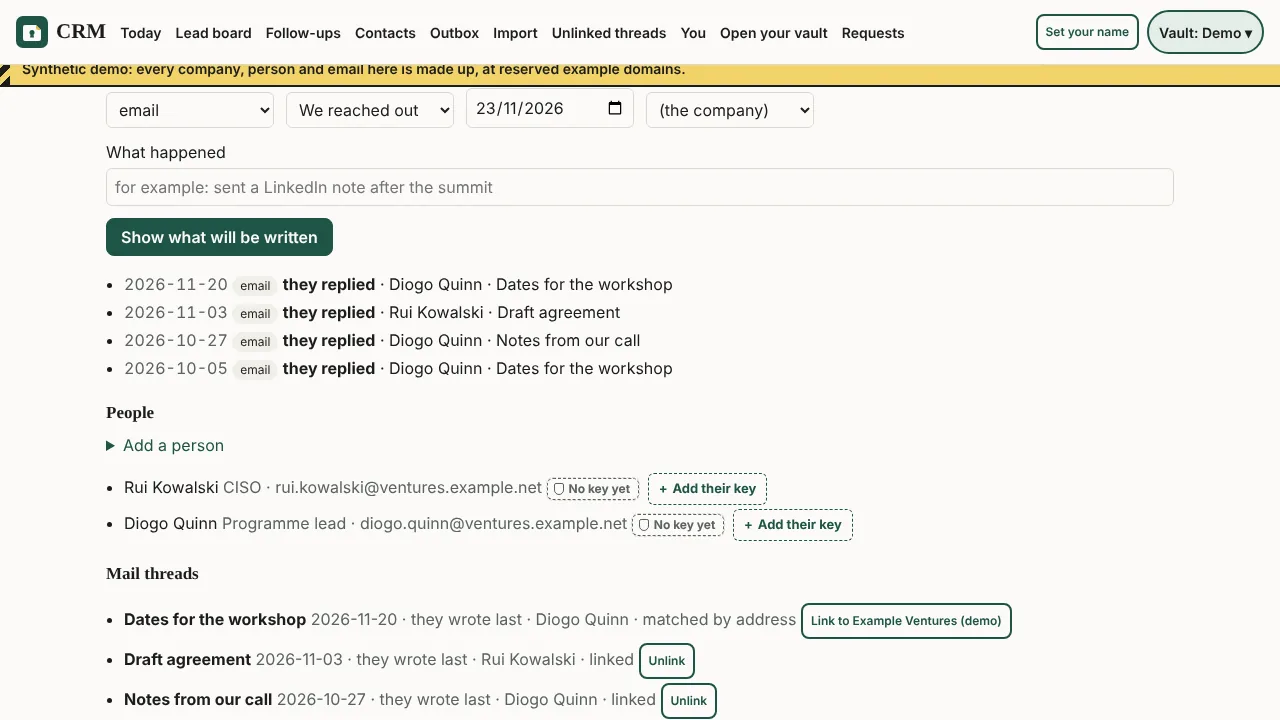 CRM Today Lead board Follow-ups Contacts Outbox Import Unlinked threads You Open your vault Requests Set your name Vault: Demo ▾
Synthetic demo: every company, person and email here is made up, at reserved example domains.
email We reached out 23/11/2026 (the company)
What happened
for example: sent a LinkedIn note after the summit
Show what will be written
• 2026-11-20 email they replied · Diogo Quinn · Dates for the workshop
• 2026-11-03 email they replied · Rui Kowalski · Draft agreement
• 2026-10-27 email they replied · Diogo Quinn · Notes from our call
• 2026-10-05 email they replied · Diogo Quinn · Dates for the workshop
People
▶ Add a person
• Rui Kowalski CISO · rui.kowalski@ventures.example.net No key yet + Add their key
• Diogo Quinn Programme lead · diogo.quinn@ventures.example.net No key yet + Add their key
Mail threads
• Dates for the workshop 2026-11-20 · they wrote last · Diogo Quinn · matched by address Link to Example Ventures (demo)
• Draft agreement 2026-11-03 · they wrote last · Rui Kowalski · linked Unlink
• Notes from our call 2026-10-27 · they wrote last · Diogo Quinn · linked Unlink